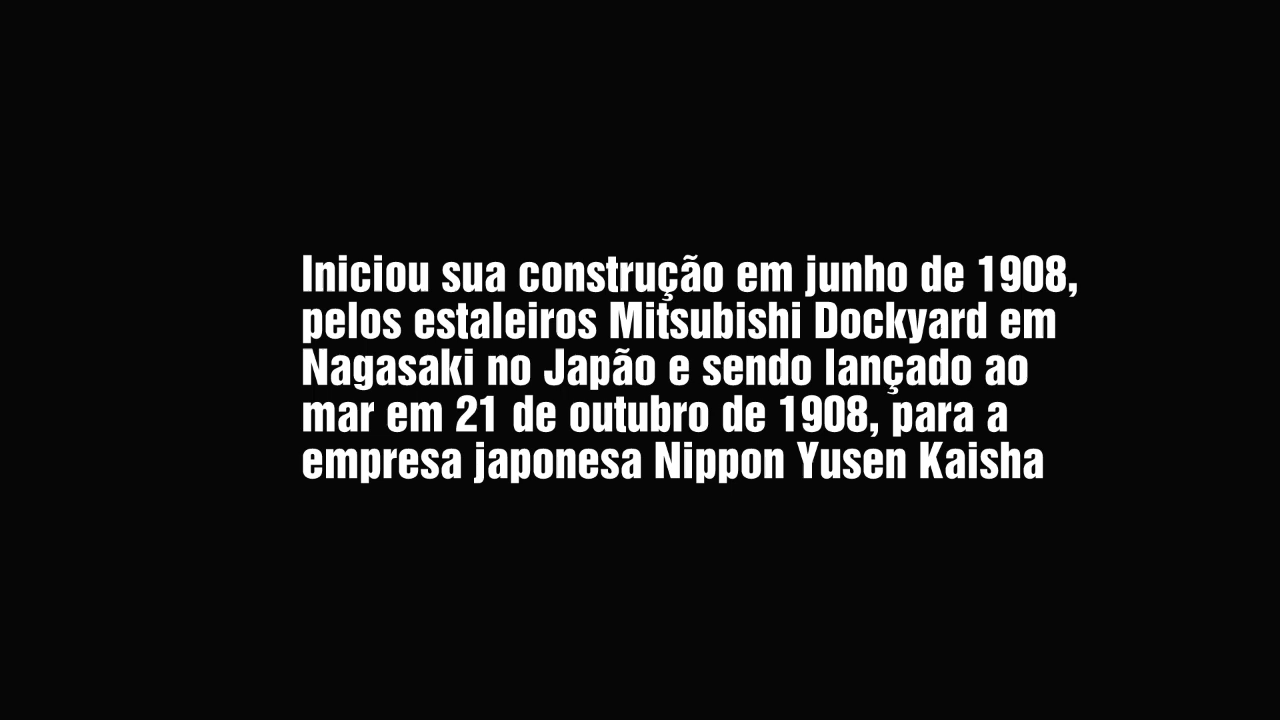 Iniciou sua construção em junho de 1908,
pelos estaleiros Mitsubishi Dockyard em
Nagasaki no Japão e sendo lançado ao
mar em 21 de outubro de 1908, para a
empresa japonesa Nippon Yusen Kaisha